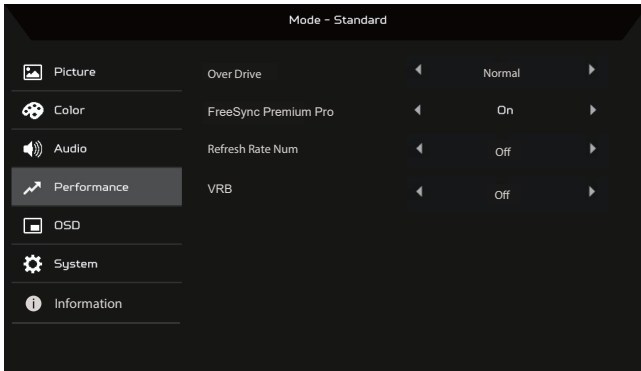 Mode - Standard
Picture
Over Drive Normal
Color
FreeSync Premium Pro On
Audio
Refresh Rate Num Off
Performance
VRB Off
OSD
System
Information